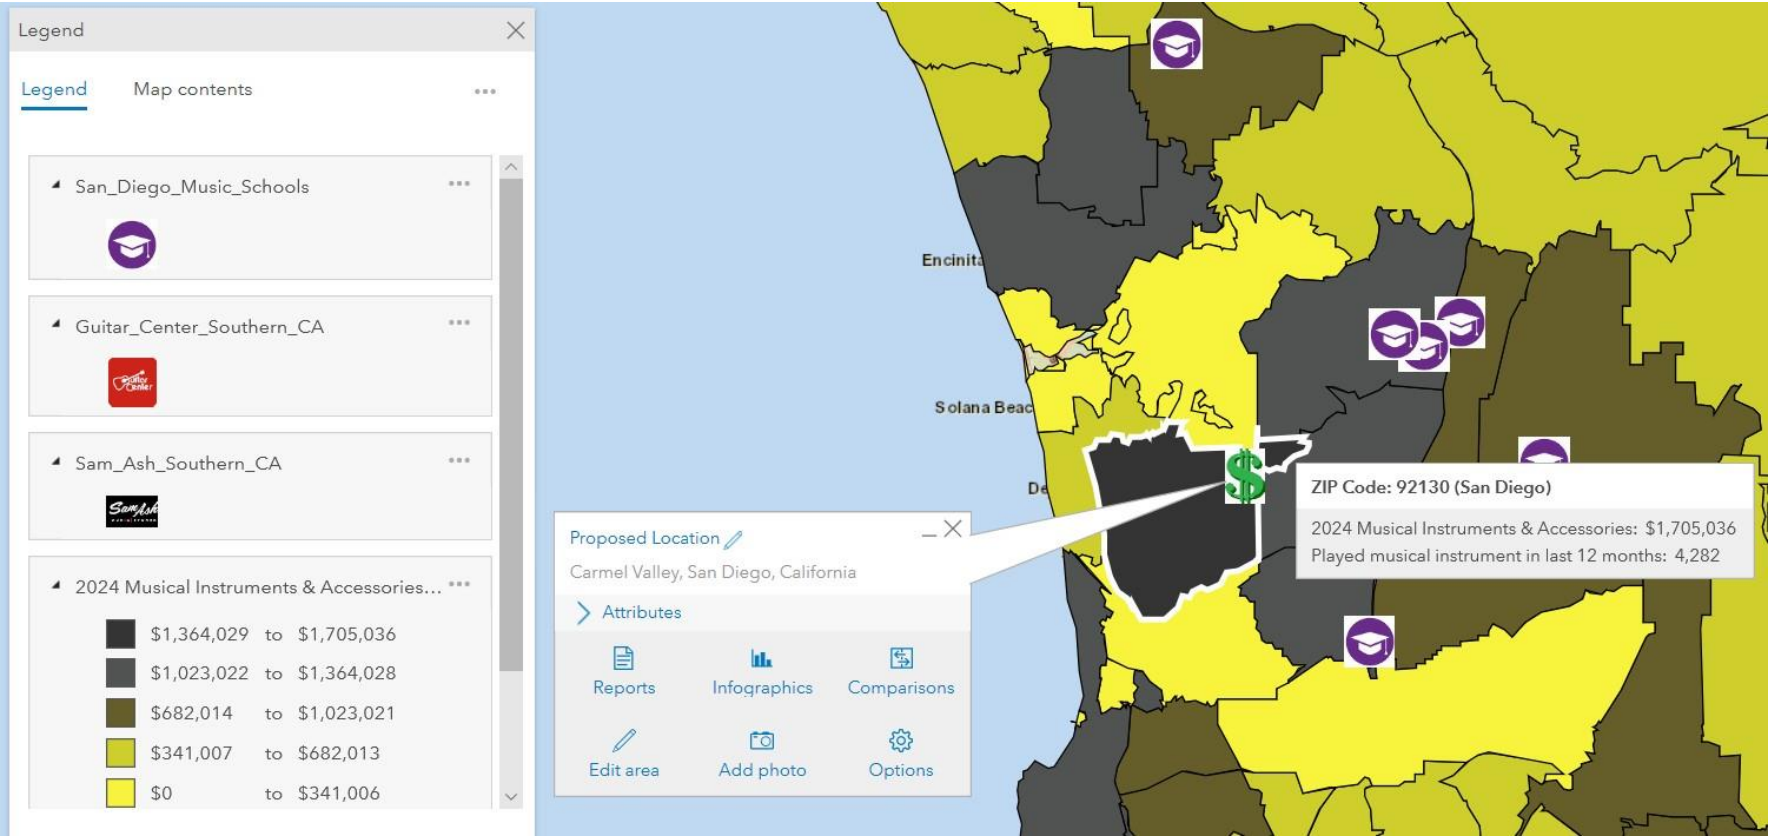 Legend
Legend Map contents
San_Diego_Music_Schools
Guitar_Center_Southern_CA
Guitar
Center
Sam_Ash_Southern_CA
SamAsh
2024 Musical Instruments & Accessories...
$1,364,029 to $1,705,036
$1,023,022 to $1,364,028
$682,014 to $1,023,021
$341,007 to $682,013
$0 to $341,006
Encinita
Solana Beac
De
$
Proposed Location
Carmel Valley, San Diego, California
Attributes
Reports Infographics Comparisons
Edit area Add photo Options
ZIP Code: 92130 (San Diego)
2024 Musical Instruments & Accessories: $1,705,036
Played musical instrument in last 12 months: 4,282